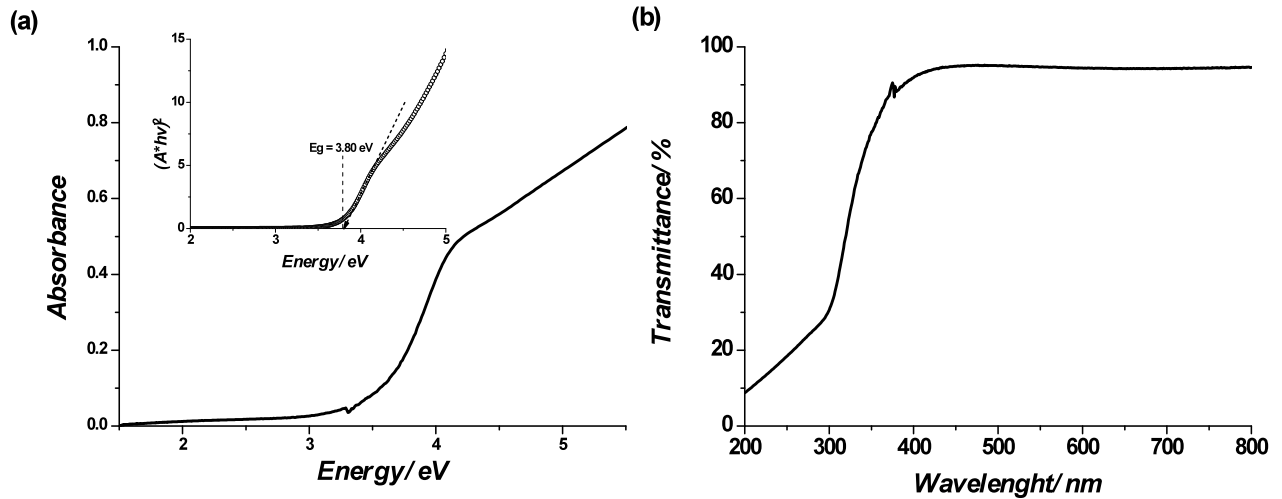 (a)
1.0
0.8
0.6
0.4
0.2
0.0
Absorbance
2 3 4 5
Energy/ eV
15
10
5
0
(A*hν)²
Eg = 3.80 eV
2 3 4 5
Energy/ eV
(b)
100
80
60
40
20
0
Transmittance/ %
200 300 400 500 600 700 800
Wavelenght/ nm